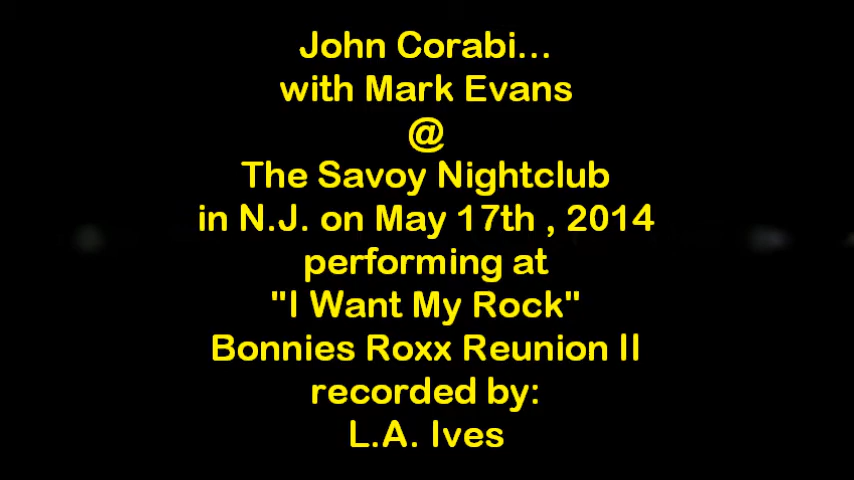 John Corabi...
with Mark Evans
@
The Savoy Nightclub
in N.J. on May 17th , 2014
performing at
"I Want My Rock"
Bonnies Roxx Reunion II
recorded by:
L.A. Ives